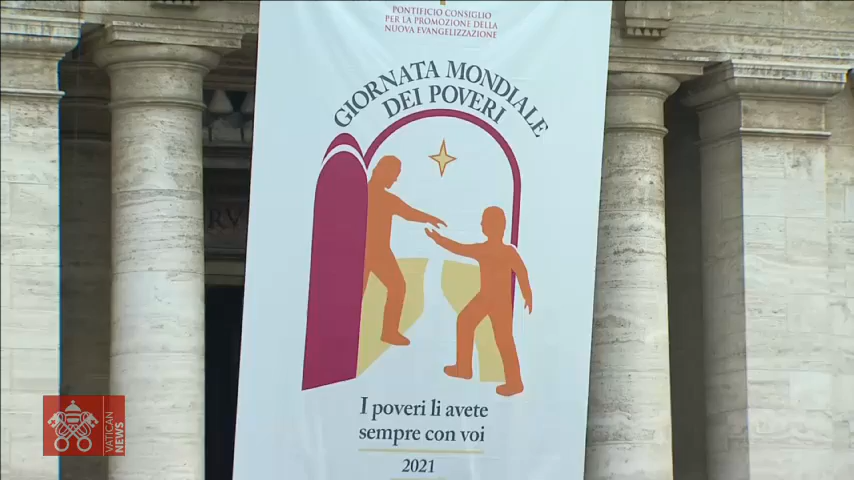 PONTIFICIO CONSIGLIO
PER LA PROMOZIONE DELLA
NUOVA EVANGELIZZAZIONE
GIORNATA MONDIALE
DEI POVERI
I poveri li avete
sempre con voi
2021
VATICAN
NEWS